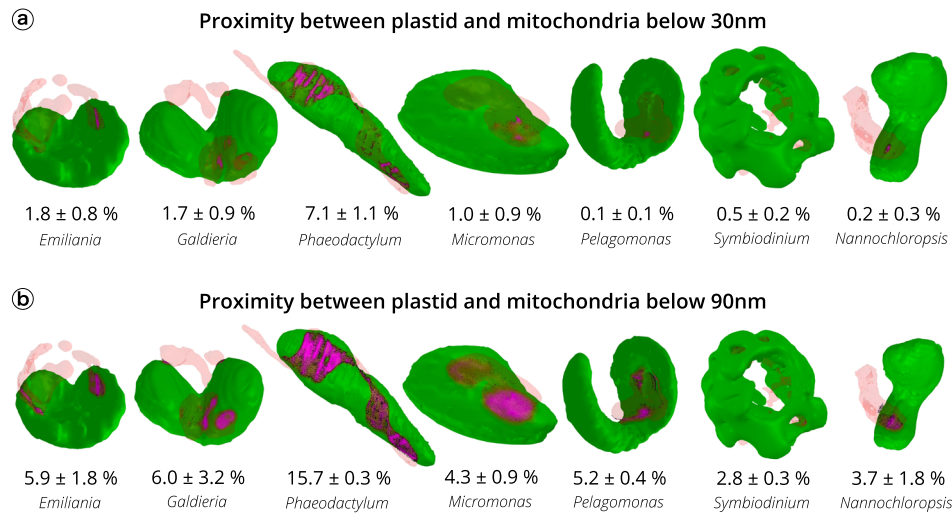 ⓐ Proximity between plastid and mitochondria below 30nm
1.8 ± 0.8 % 1.7 ± 0.9 % 7.1 ± 1.1 % 1.0 ± 0.9 % 0.1 ± 0.1 % 0.5 ± 0.2 % 0.2 ± 0.3 %
Emiliania Galdieria Phaeodactylum Micromonas Pelagomonas Symbiodinium Nannochloropsis
ⓑ Proximity between plastid and mitochondria below 90nm
5.9 ± 1.8 % 6.0 ± 3.2 % 15.7 ± 0.3 % 4.3 ± 0.9 % 5.2 ± 0.4 % 2.8 ± 0.3 % 3.7 ± 1.8 %
Emiliania Galdieria Phaeodactylum Micromonas Pelagomonas Symbiodinium Nannochloropsis